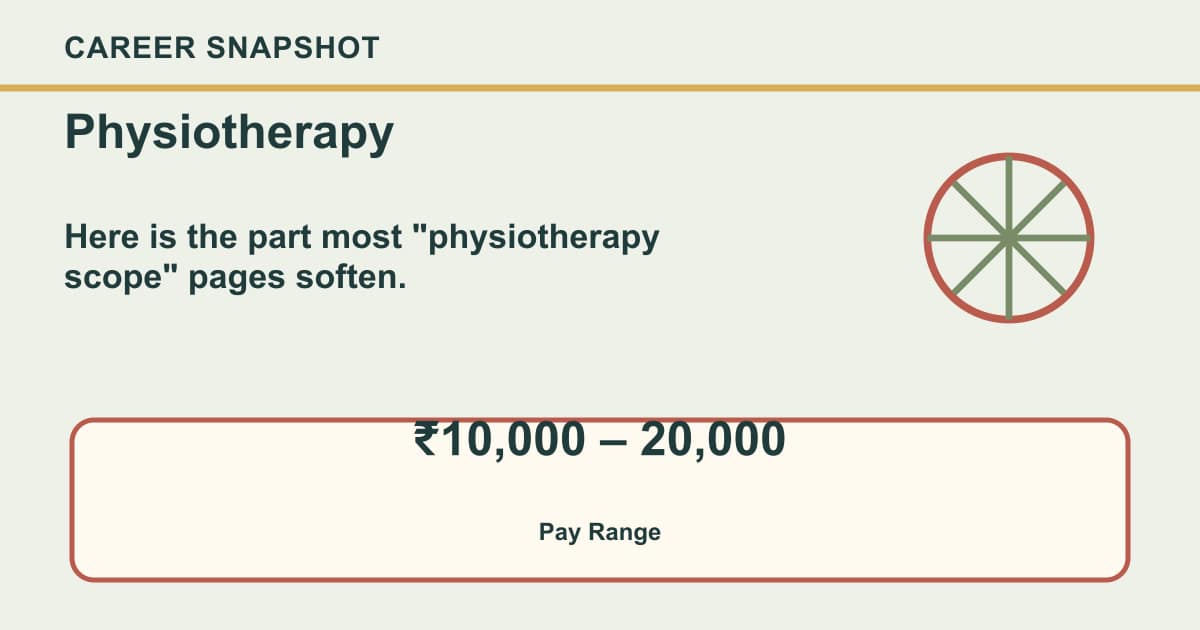 CAREER SNAPSHOT
Physiotherapy
Here is the part most "physiotherapy
scope" pages soften.
₹10,000 – 20,000
Pay Range